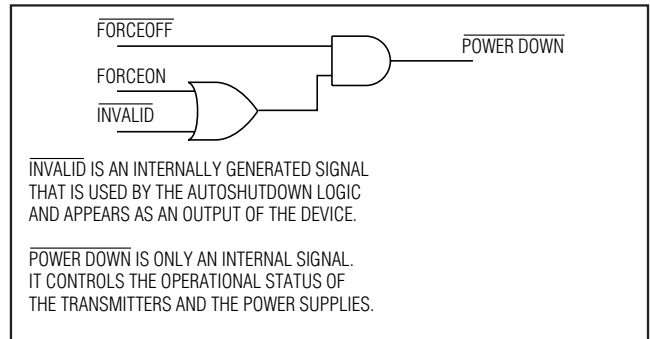 FORCEOFF
POWER DOWN
FORCEON
INVALID
INVALID IS AN INTERNALLY GENERATED SIGNAL
THAT IS USED BY THE AUTOSHUTDOWN LOGIC
AND APPEARS AS AN OUTPUT OF THE DEVICE.
POWER DOWN IS ONLY AN INTERNAL SIGNAL.
IT CONTROLS THE OPERATIONAL STATUS OF
THE TRANSMITTERS AND THE POWER SUPPLIES.